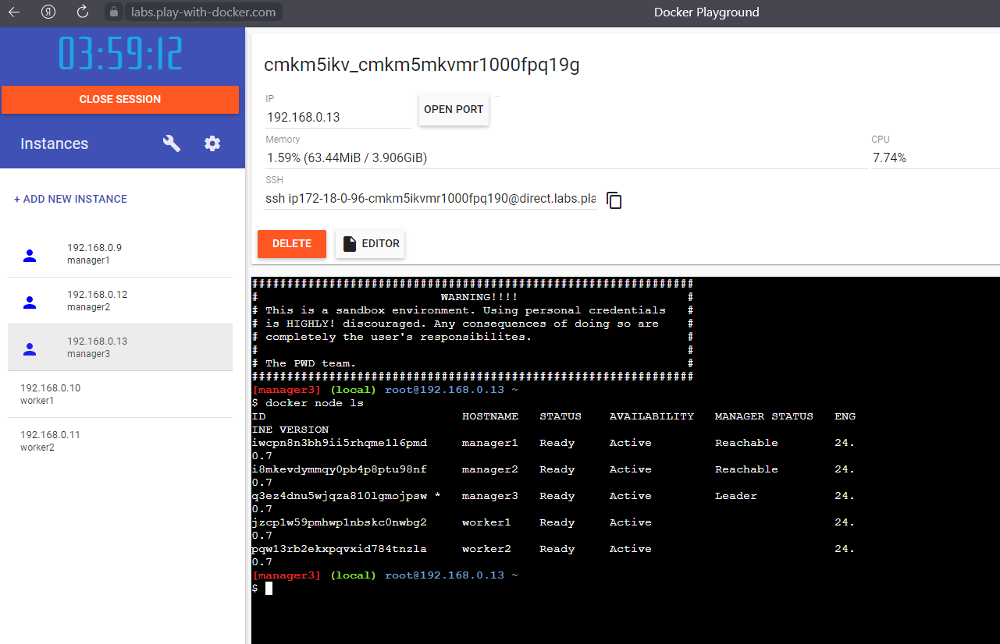 labs.play-with-docker.com
Docker Playground
03:59:12
CLOSE SESSION
Instances
+ ADD NEW INSTANCE
192.168.0.9
manager1
192.168.0.12
manager2
192.168.0.13
manager3
192.168.0.10
worker1
192.168.0.11
worker2
cmkm5ikv_cmkm5mkvmr1000fpq19g
IP
192.168.0.13
OPEN PORT
Memory
1.59% (63.44MiB / 3.906GiB)
CPU
7.74%
SSH
ssh ip172-18-0-96-cmkm5ikvmr1000fpq190@direct.labs.pla
DELETE
EDITOR
###############################################################
# WARNING!!!! #
# This is a sandbox environment. Using personal credentials #
# is HIGHLY! discouraged. Any consequences of doing so are #
# completely the user's responsibilites. #
# #
# The PWD team. #
###############################################################
[manager3] (local) root@192.168.0.13 ~
$ docker node ls
ID HOSTNAME STATUS AVAILABILITY MANAGER STATUS ENG
INE VERSION
iwcpn8n3bh9ii5rhqme1l6pmd manager1 Ready Active Reachable 24.
0.7
i8mkevdymmqy0pb4p8ptu98nf manager2 Ready Active Reachable 24.
0.7
q3ez4dnu5wjqza810lgmojpsw * manager3 Ready Active Leader 24.
0.7
jzcp1w59pmhwp1nbskc0nwbg2 worker1 Ready Active 24.
0.7
pqw13rb2ekxpqvxid784tnzla worker2 Ready Active 24.
0.7
[manager3] (local) root@192.168.0.13 ~
$